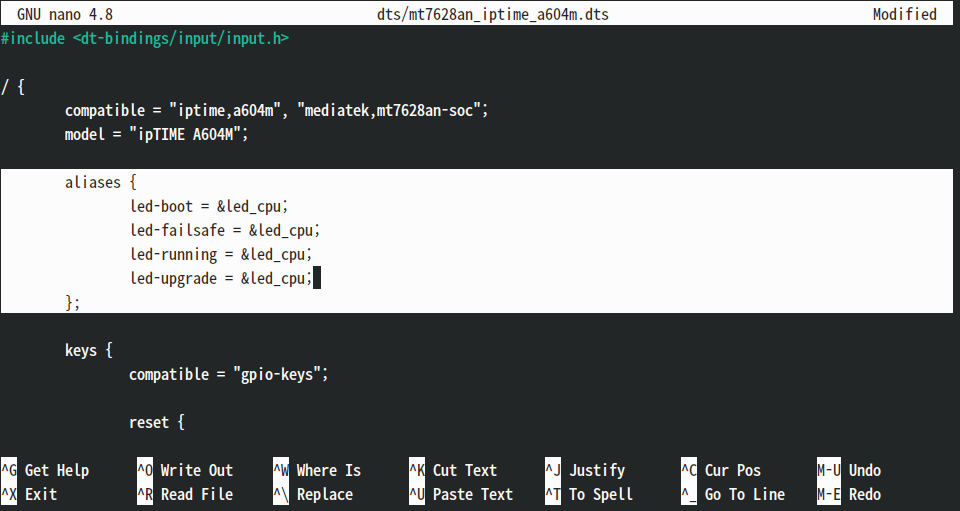 GNU nano 4.8 dts/mt7628an_iptime_a604m.dts Modified
#include <dt-bindings/input/input.h>
/ {
compatible = "iptime,a604m", "mediatek,mt7628an-soc";
model = "ipTIME A604M";
aliases {
led-boot = &led_cpu;
led-failsafe = &led_cpu;
led-running = &led_cpu;
led-upgrade = &led_cpu;
};
keys {
compatible = "gpio-keys";
reset {
^G Get Help ^O Write Out ^W Where Is ^K Cut Text ^J Justify ^C Cur Pos M-U Undo
^X Exit ^R Read File ^\ Replace ^U Paste Text ^T To Spell ^_ Go To Line M-E Redo